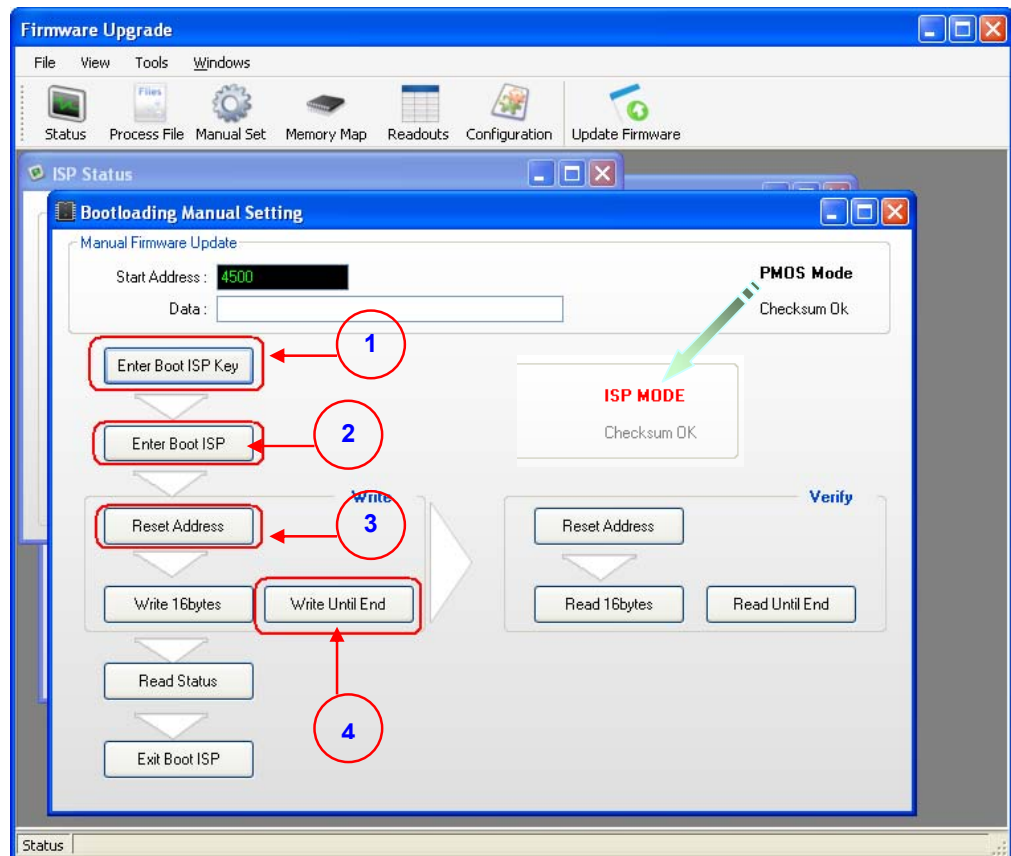 Firmware Upgrade
File View Tools Windows
Files
Status Process File Manual Set Memory Map Readouts Configuration Update Firmware
ISP Status
Bootloading Manual Setting
Manual Firmware Update
Start Address : 4500
PMOS Mode
Data :
Checksum Ok
1
Enter Boot ISP Key
ISP MODE
Checksum OK
2
Enter Boot ISP
Write
Verify
Reset Address
3
Reset Address
Write 16bytes
Write Until End
Read 16bytes
Read Until End
Read Status
4
Exit Boot ISP
Status